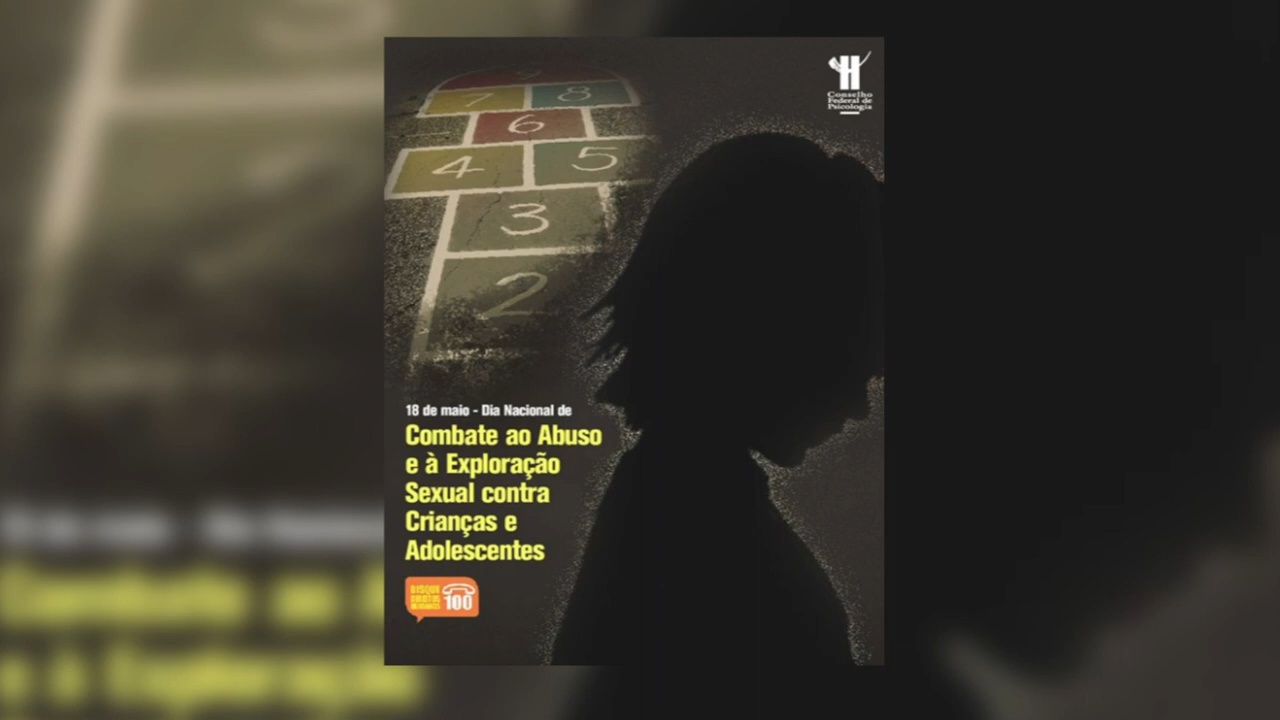 9
7 8
6
4 5
3
2
Conselho
Federal de
Psicologia
18 de maio - Dia Nacional de
Combate ao Abuso
e à Exploração
Sexual contra
Crianças e
Adolescentes
DISQUE
DIREITOS
HUMANOS
100